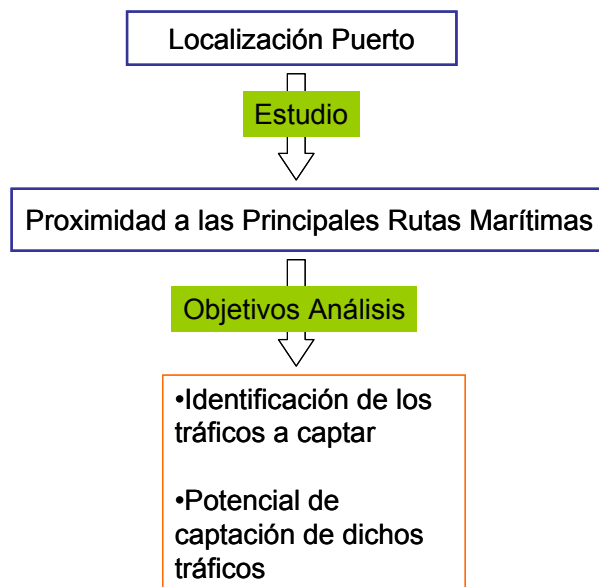 Localización Puerto
Estudio
Proximidad a las Principales Rutas Marítimas
Objetivos Análisis
•Identificación de los
tráficos a captar
•Potencial de
captación de dichos
tráficos